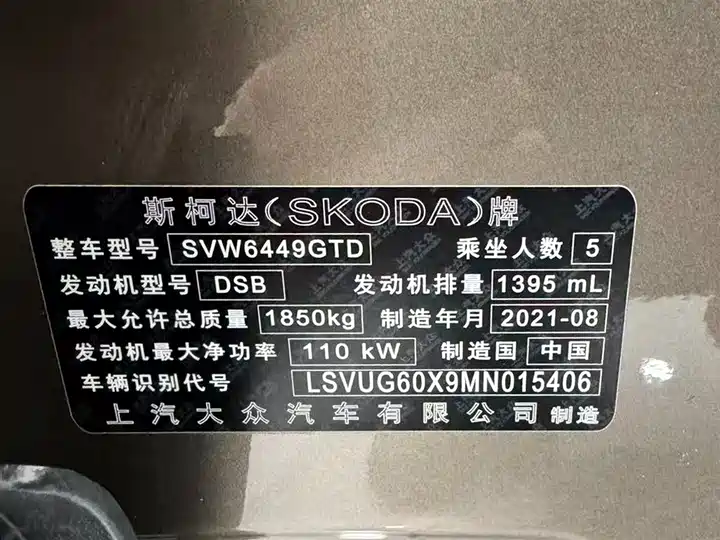 斯柯达(SKODA)牌
整车型号 SVW6449GTD 乘坐人数 5
发动机型号 DSB 发动机排量 1395 mL
最大允许总质量 1850kg 制造年月 2021-08
发动机最大净功率 110 kW 制造国 中国
车辆识别代号 LSVUG60X9MN015406
上汽大众汽车有限公司 制造